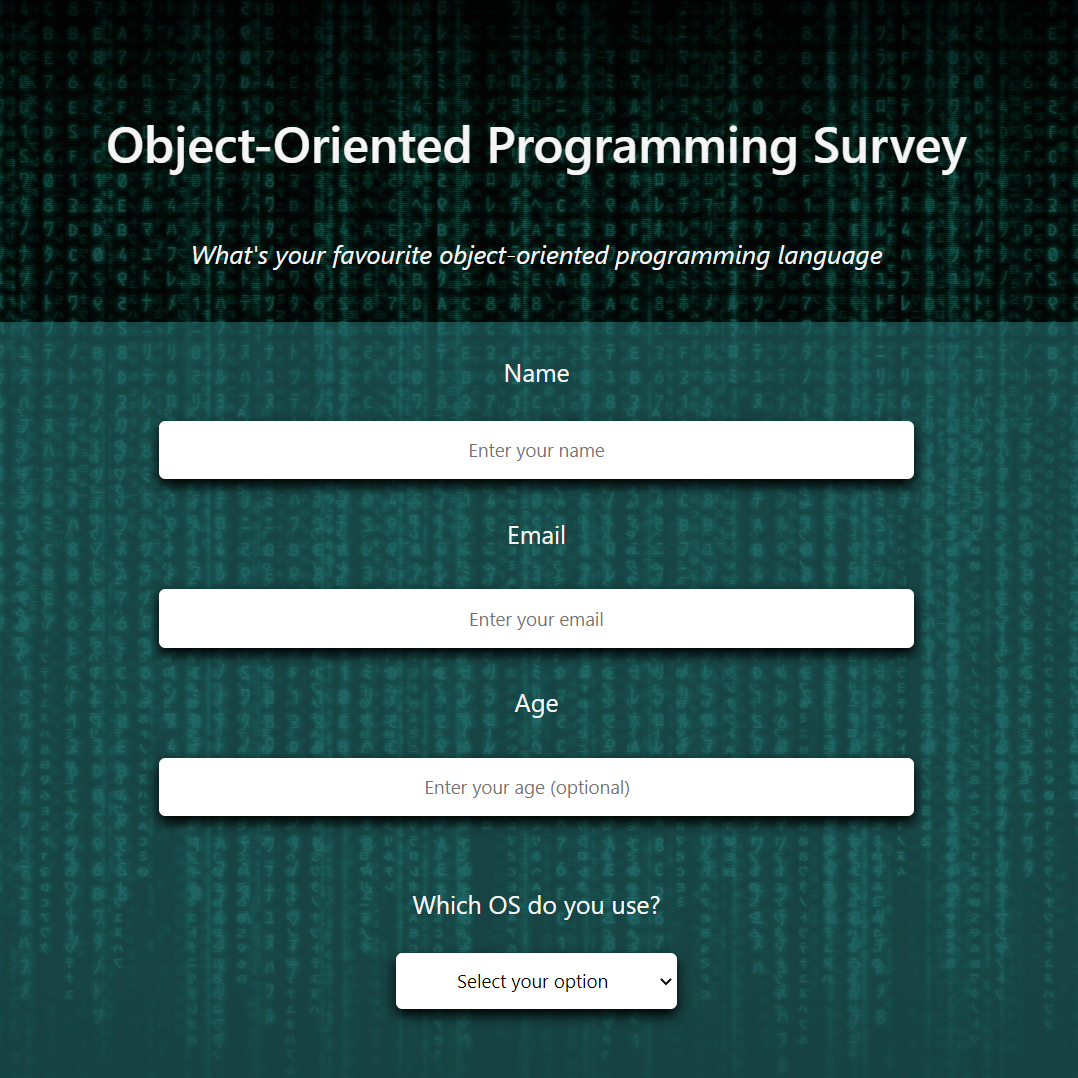 Object-Oriented Programming Survey
What's your favourite object-oriented programming language
Name
Enter your name
Email
Enter your email
Age
Enter your age (optional)
Which OS do you use?
Select your option